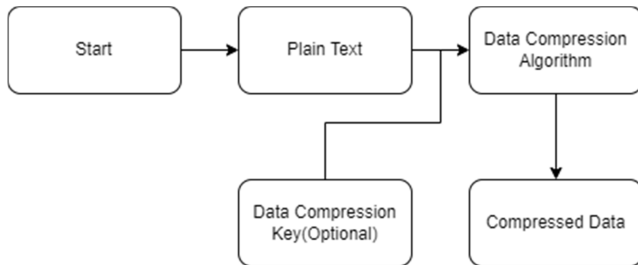 Start
Plain Text
Data Compression
Algorithm
Data Compression
Key(Optional)
Compressed Data